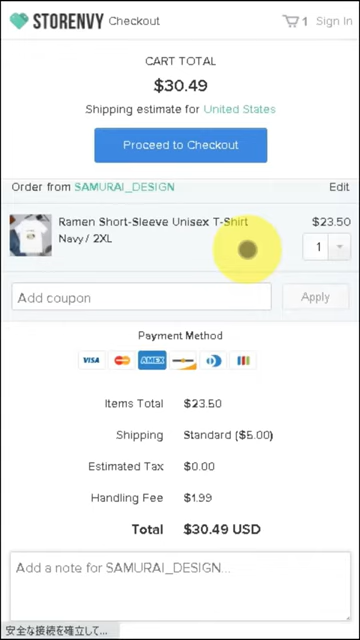 STORENVY Checkout 1 Sign In
CART TOTAL
$30.49
Shipping estimate for United States
Proceed to Checkout
Order from SAMURAI_DESIGN Edit
Ramen Short-Sleeve Unisex T-Shirt $23.50
Navy / 2XL 1
Add coupon Apply
Payment Method
VISA AMEX
Items Total $23.50
Shipping Standard ($5.00)
Estimated Tax $0.00
Handling Fee $1.99
Total $30.49 USD
Add a note for SAMURAI_DESIGN...
安全な接続を確立して...